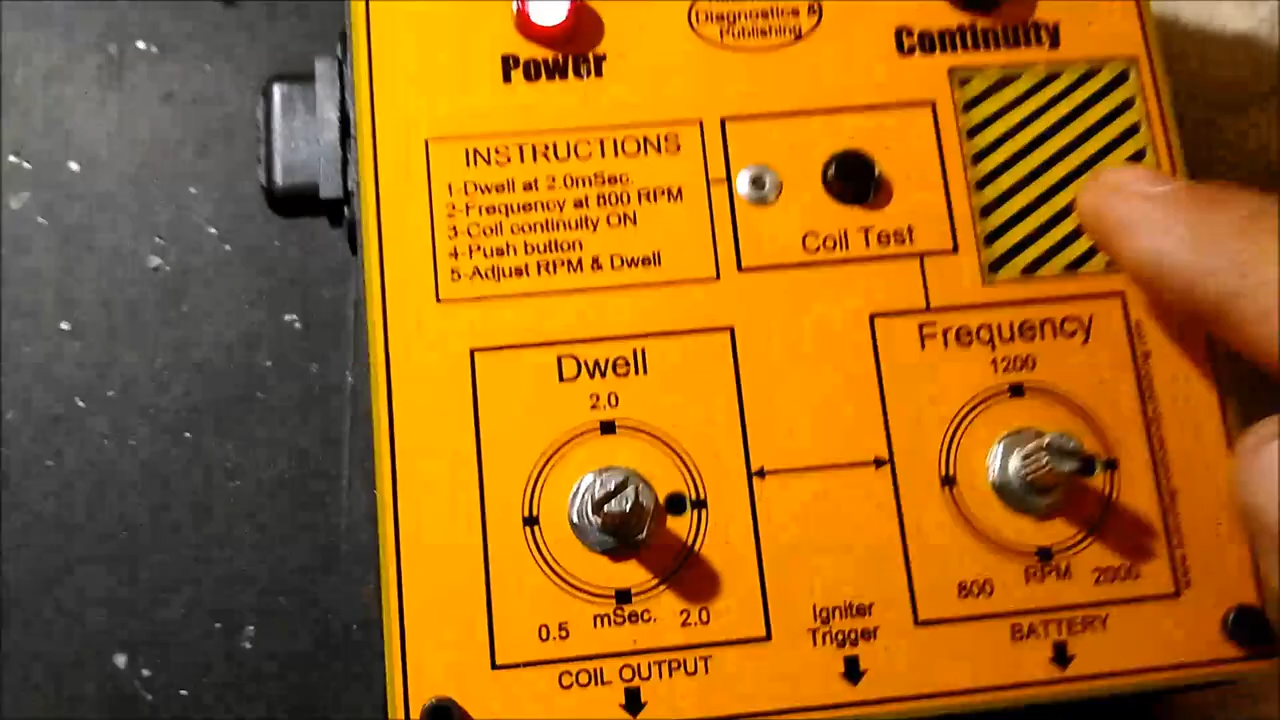 Diagnostics &
Publishing
Power
Continuity
INSTRUCTIONS
1-Dwell at 2.0mSec.
2-Frequency at 800 RPM
3-Coil continuity ON
4-Push button
5-Adjust RPM & Dwell
Coil Test
Dwell
2.0
0.5 mSec. 2.0
Frequency
1200
800 RPM 2000
Igniter
Trigger
COIL OUTPUT
BATTERY